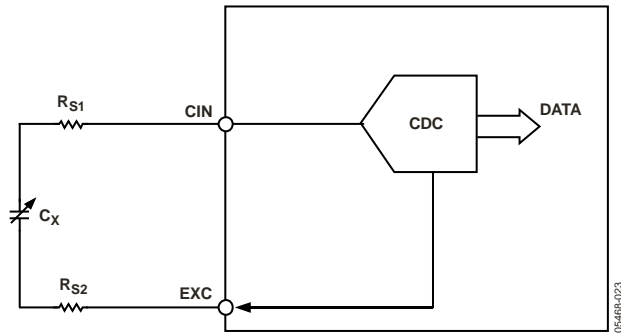 RS1
CIN
CDC
DATA
CX
RS2
EXC
05468-023